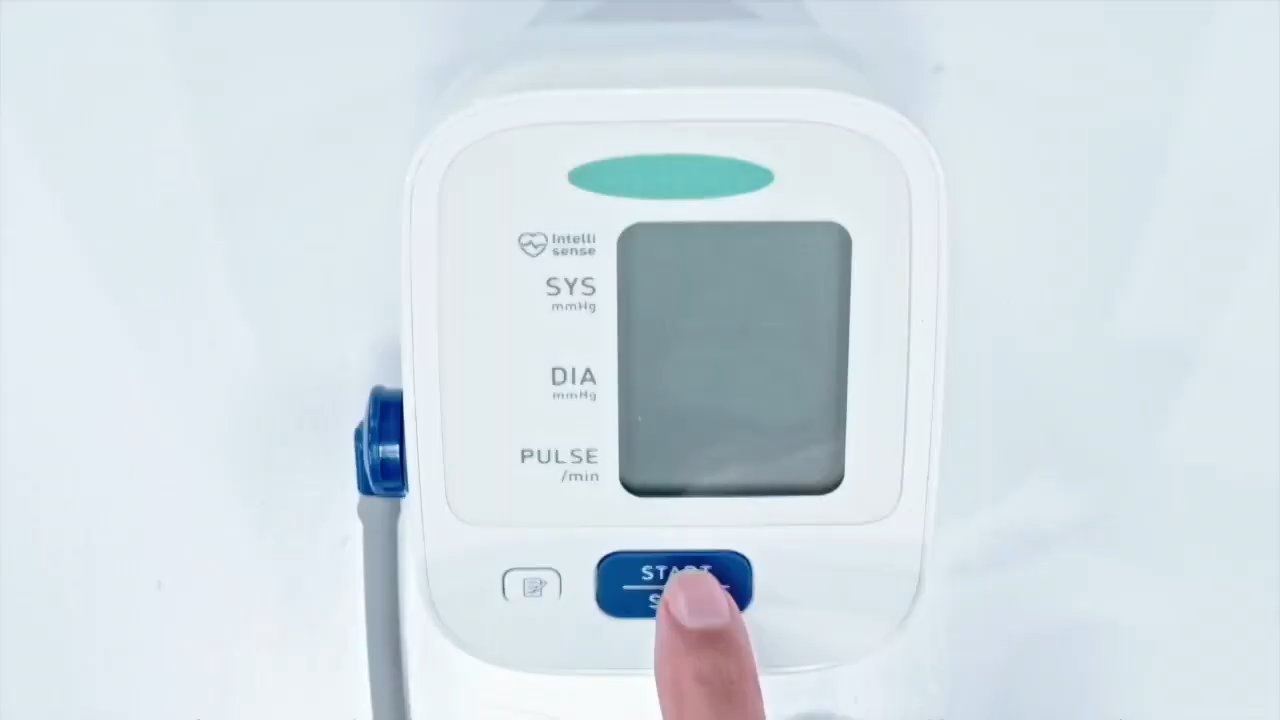 Intelli
sense
SYS
mmHg
DIA
mmHg
PULSE
/min
START